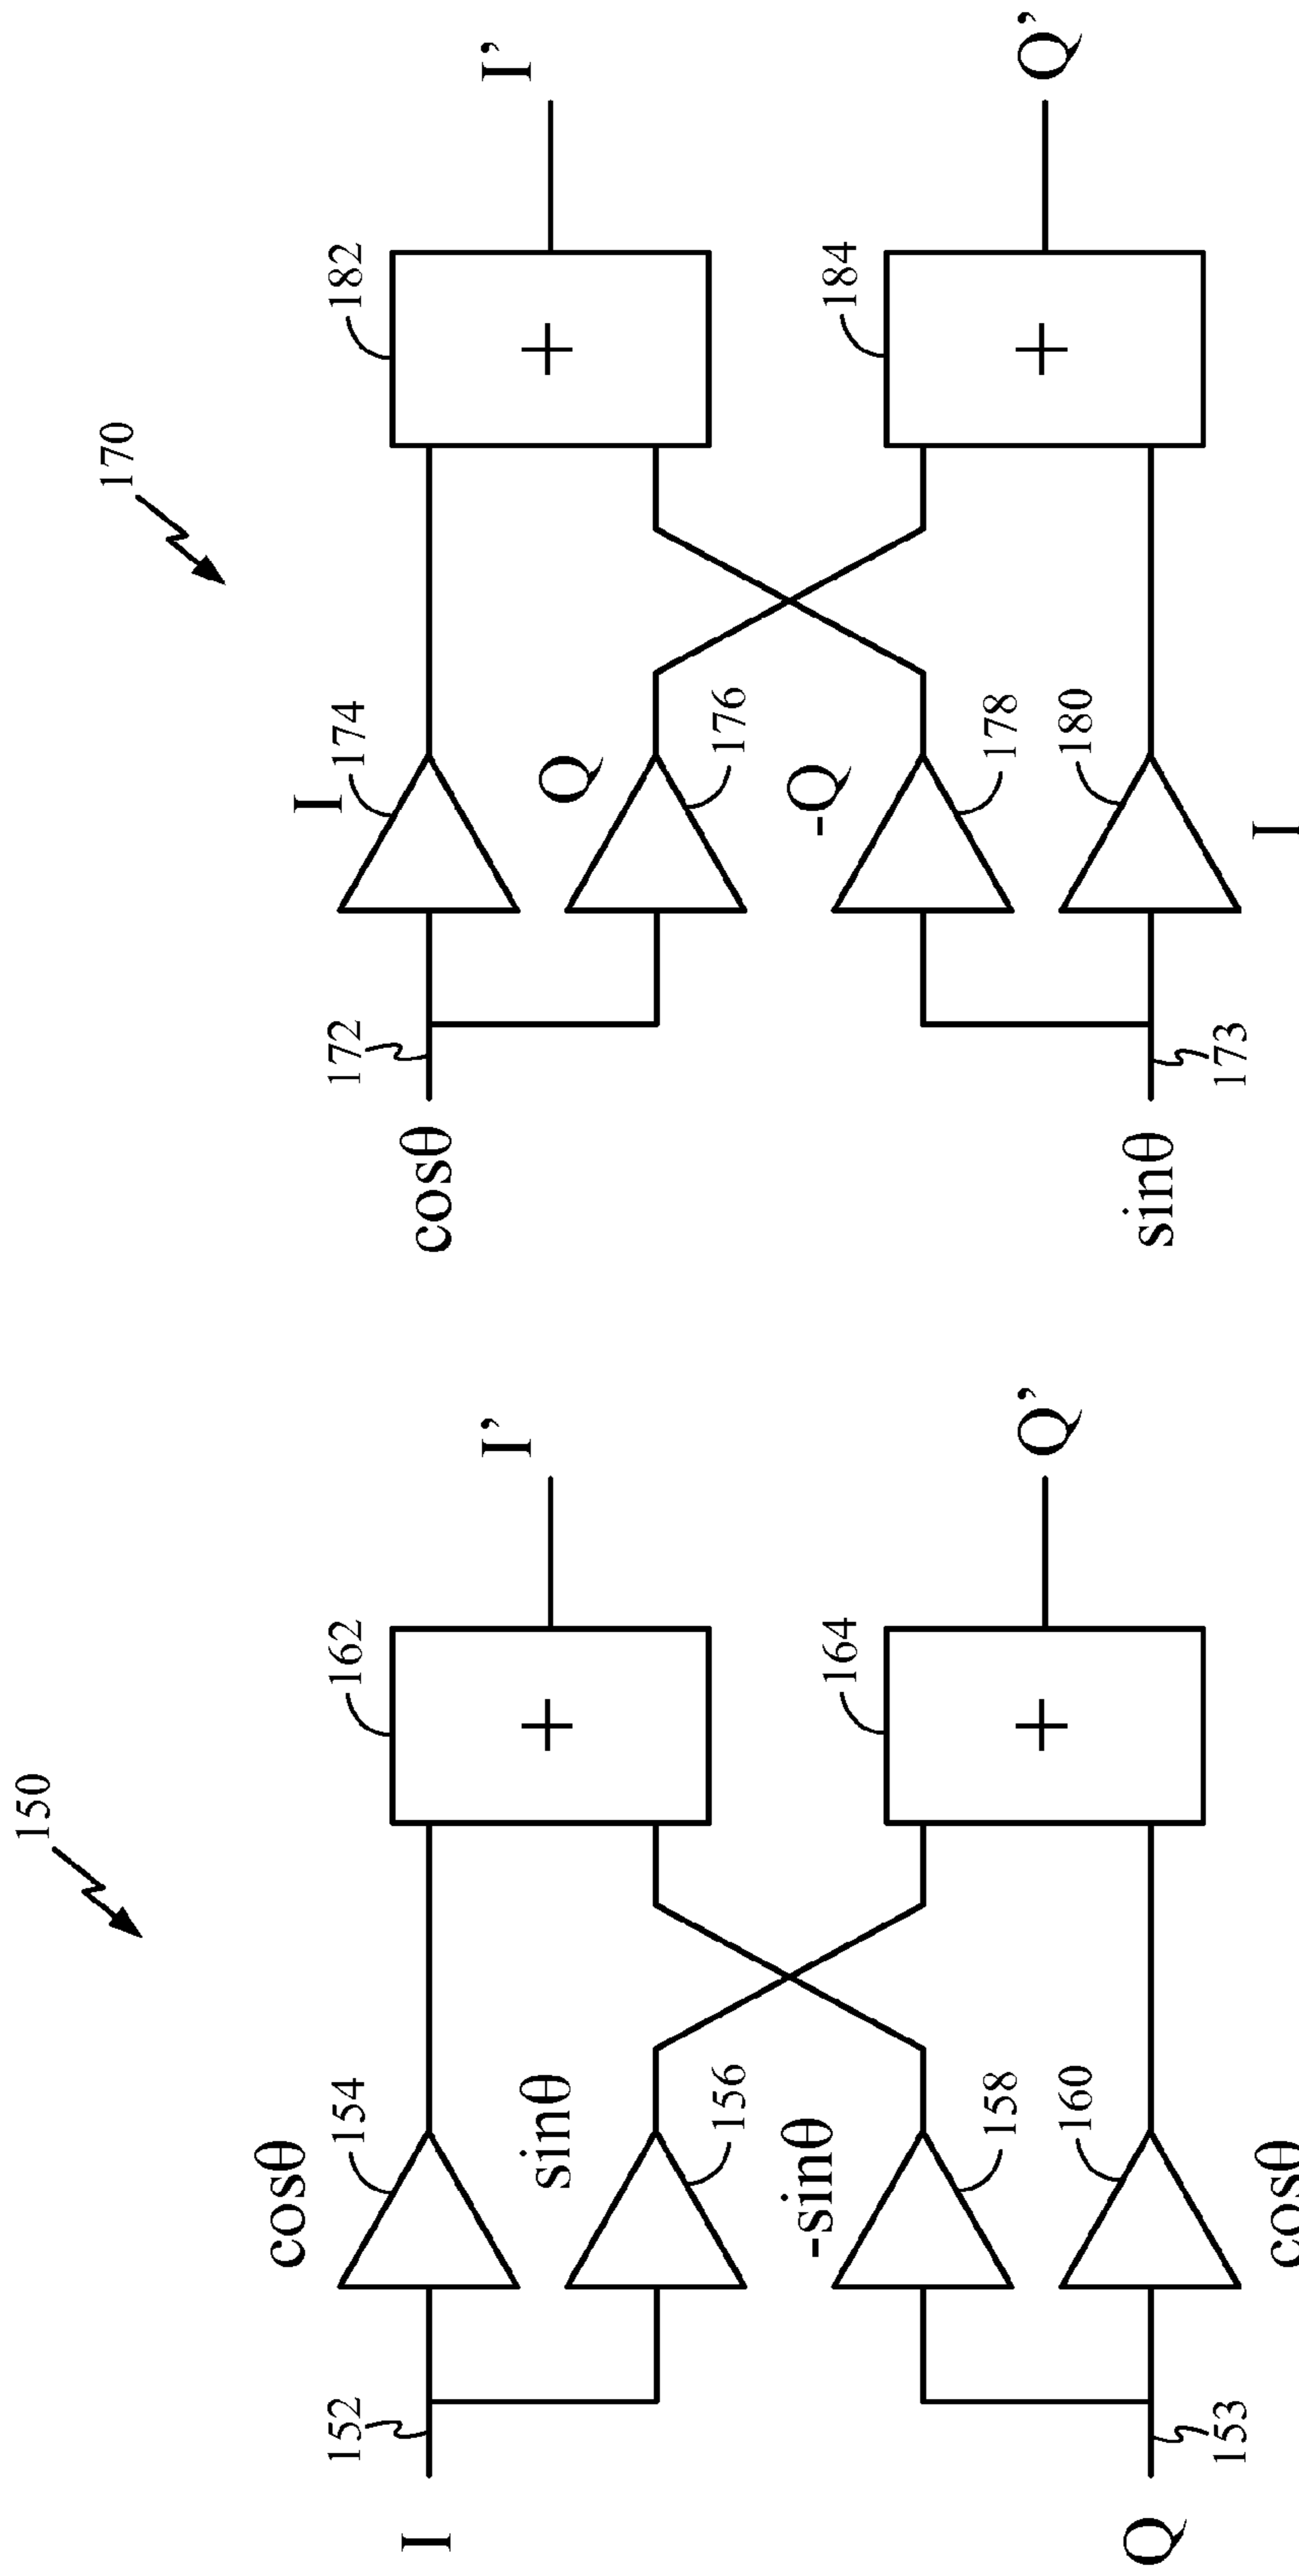 150
I
152
cosθ
154
sinθ
156
-sinθ
158
160
cosθ
Q
153
162
+
I’
164
+
Q’
170
cosθ
172
I
174
Q
176
-Q
178
180
I
sinθ
173
182
+
I’
184
+
Q’